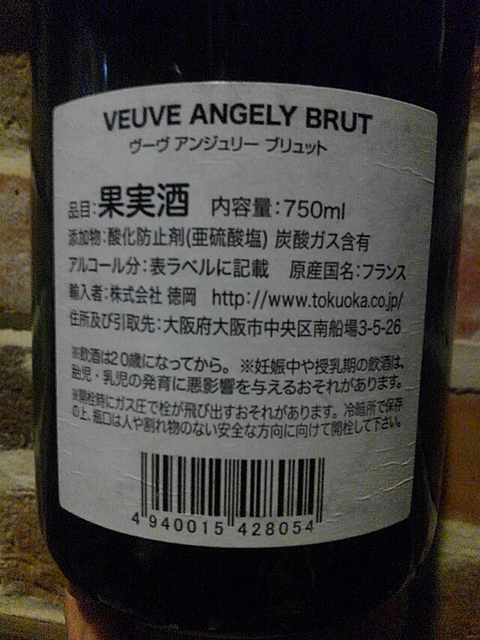 VEUVE ANGELY BRUT
ヴーヴ アンジュリー ブリュット
品目:果実酒 内容量:750ml
添加物:酸化防止剤(亜硫酸塩) 炭酸ガス含有
アルコール分:表ラベルに記載 原産国名:フランス
輸入者:株式会社 徳岡 http://www.tokuoka.co.jp/
住所及び引取先:大阪府大阪市中央区南船場3-5-26
※飲酒は20歳になってから。※妊娠中や授乳期の飲酒は、
胎児・乳児の発育に悪影響を与えるおそれがあります。
※開栓時にガス圧で栓が飛び出すおそれがあります。冷暗所で保存
の上、瓶口は人や割れ物のない安全な方向に向けて開栓して下さい。
4 940015 428054